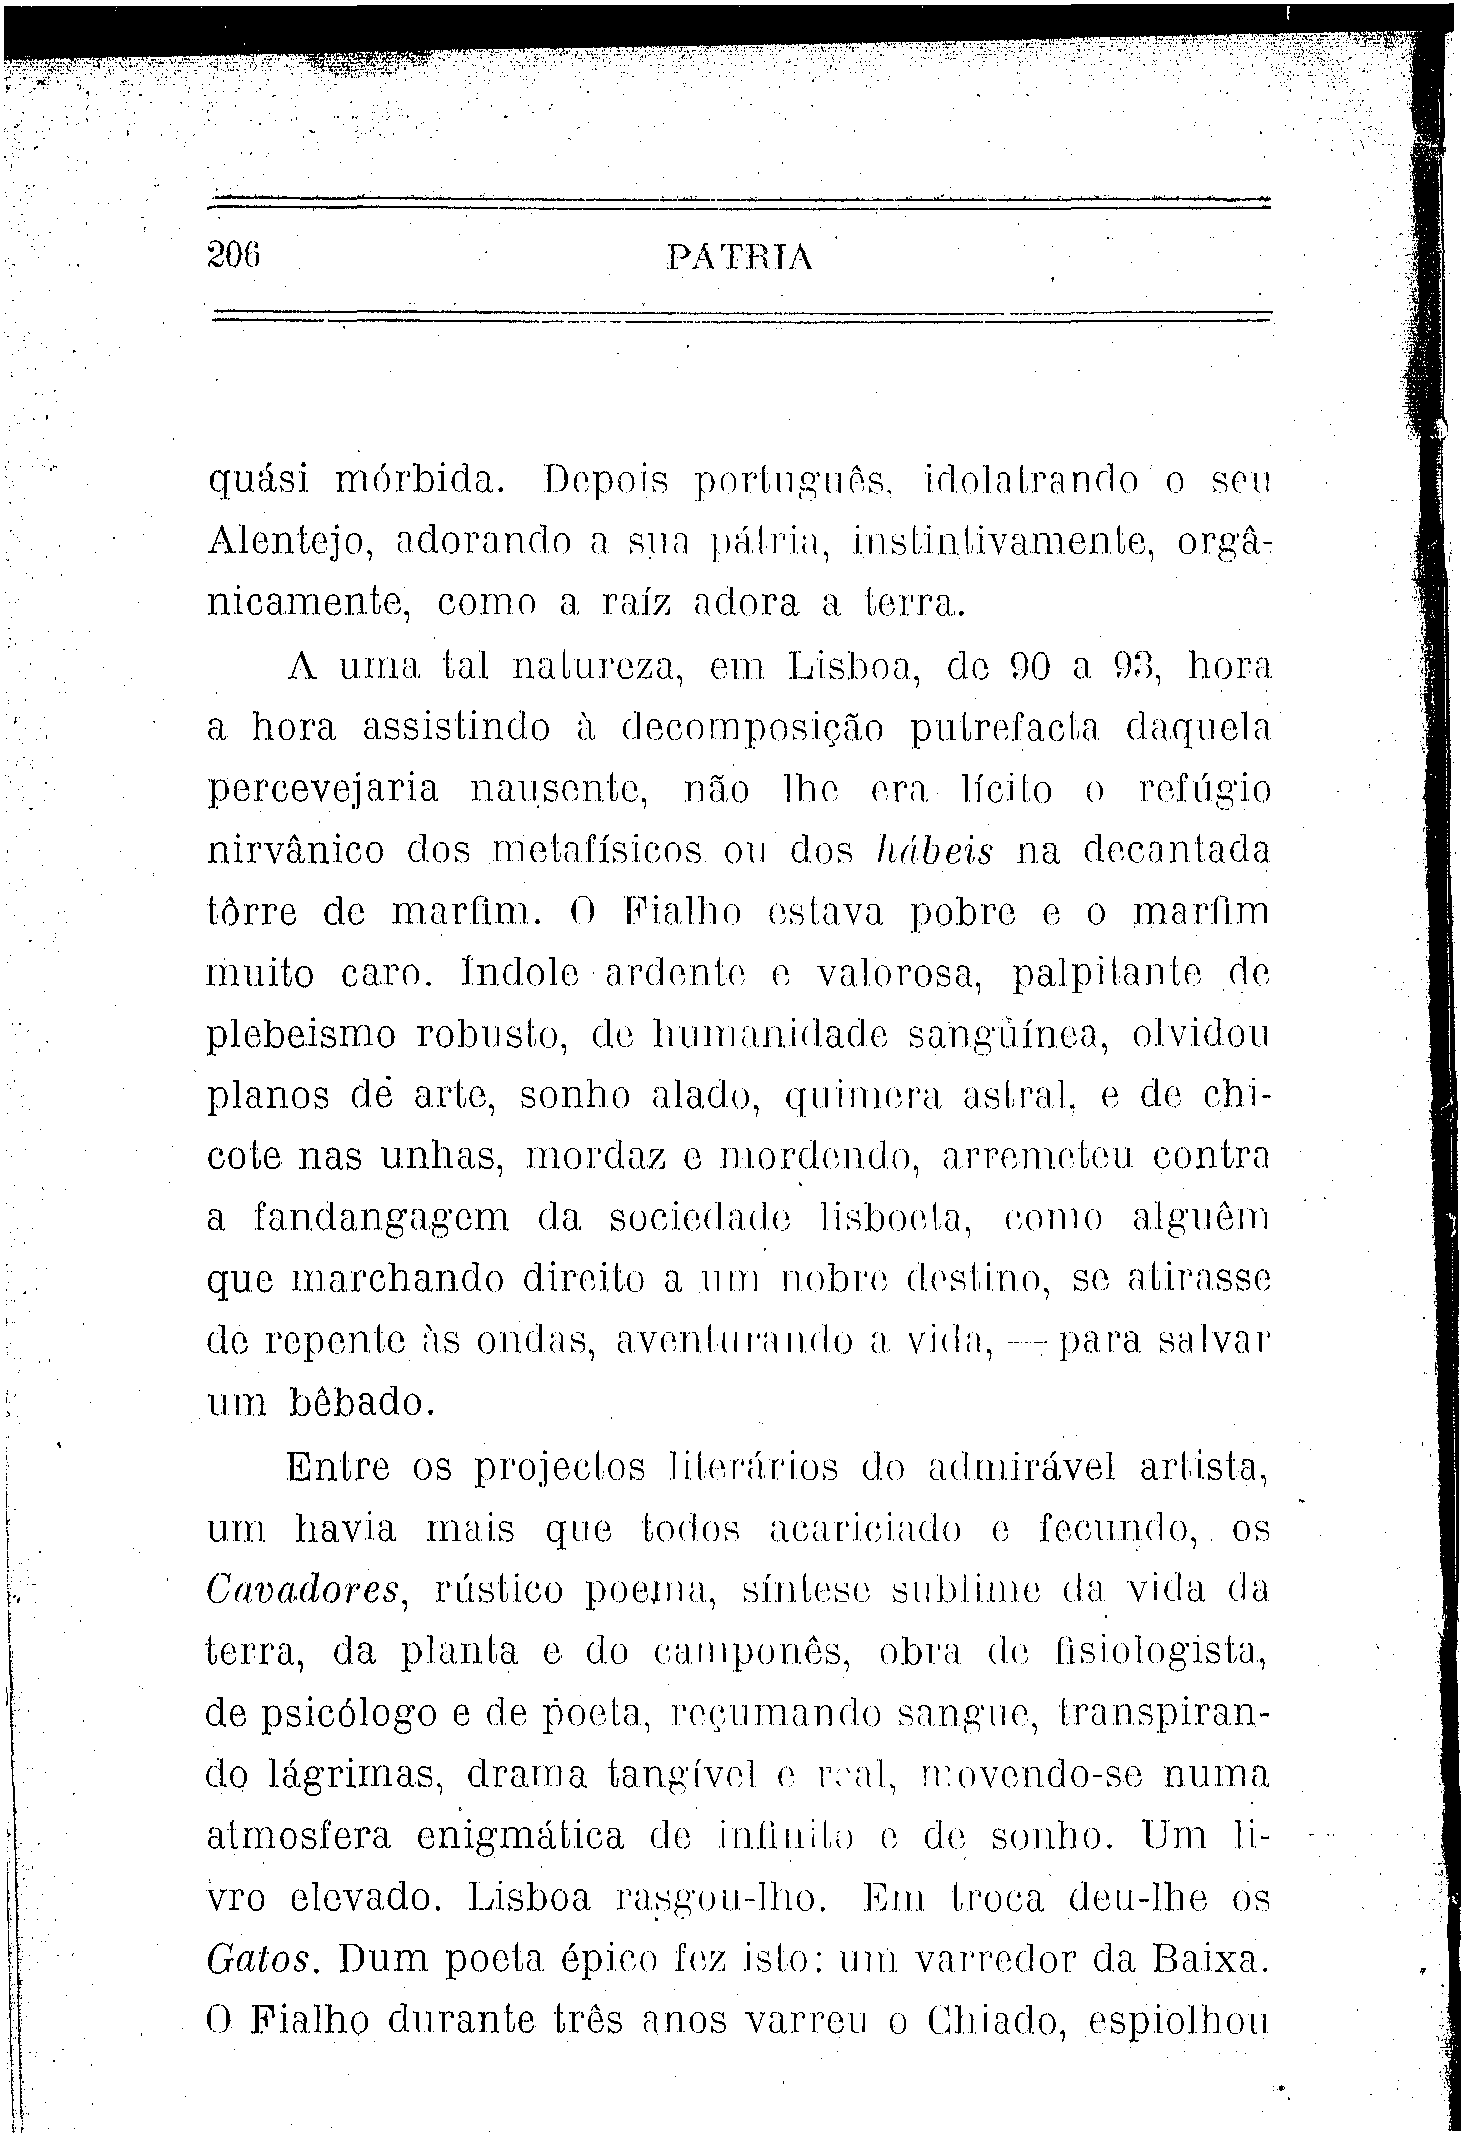 206 PATRIA
quási mórbida. Depois português, idolatrando o seu
Alentejo, adorando a sua pátria, instintivamente, orgâ-
nicamente, como a raíz adora a terra.
A uma tal natureza, em Lisboa, de 90 a 93, hora
a hora assistindo à decomposição putrefacta daquela
percevejaria nauseente, não lhe era lícito o refúgio
nirvânico dos metafísicos ou dos hábeis na decantada
tôrre de marfim. O Fialho estava pobre e o marfim
muito caro. Índole ardente e valorosa, palpitante de
plebeismo robusto, de humanidade sangüínea, olvidou
planos de arte, sonho alado, quimera astral, e de chi-
cote nas unhas, mordaz e mordendo, arremeteu contra
a fandangagem da sociedade lisboeta, como alguêm
que marchando direito a um nobre destino, se atirasse
de repente às ondas, aventurando a vida, — para salvar
um bêbado.
Entre os projectos literários do admirável artista,
um havia mais que todos acariciado e fecundo, os
Cavadores, rústico poema, síntese sublime da vida da
terra, da planta e do camponês, obra de fisiologista,
de psicólogo e de poeta, reçumando sangue, transpiran-
do lágrimas, drama tangível e real, movendo-se numa
atmosfera enigmática de infinito e de sonho. Um li-
vro elevado. Lisboa rasgou-lho. Em troca deu-lhe os
Gatos. Dum poeta épico fez isto: um varredor da Baixa.
O Fialho durante três anos varreu o Chiado, espiolhou